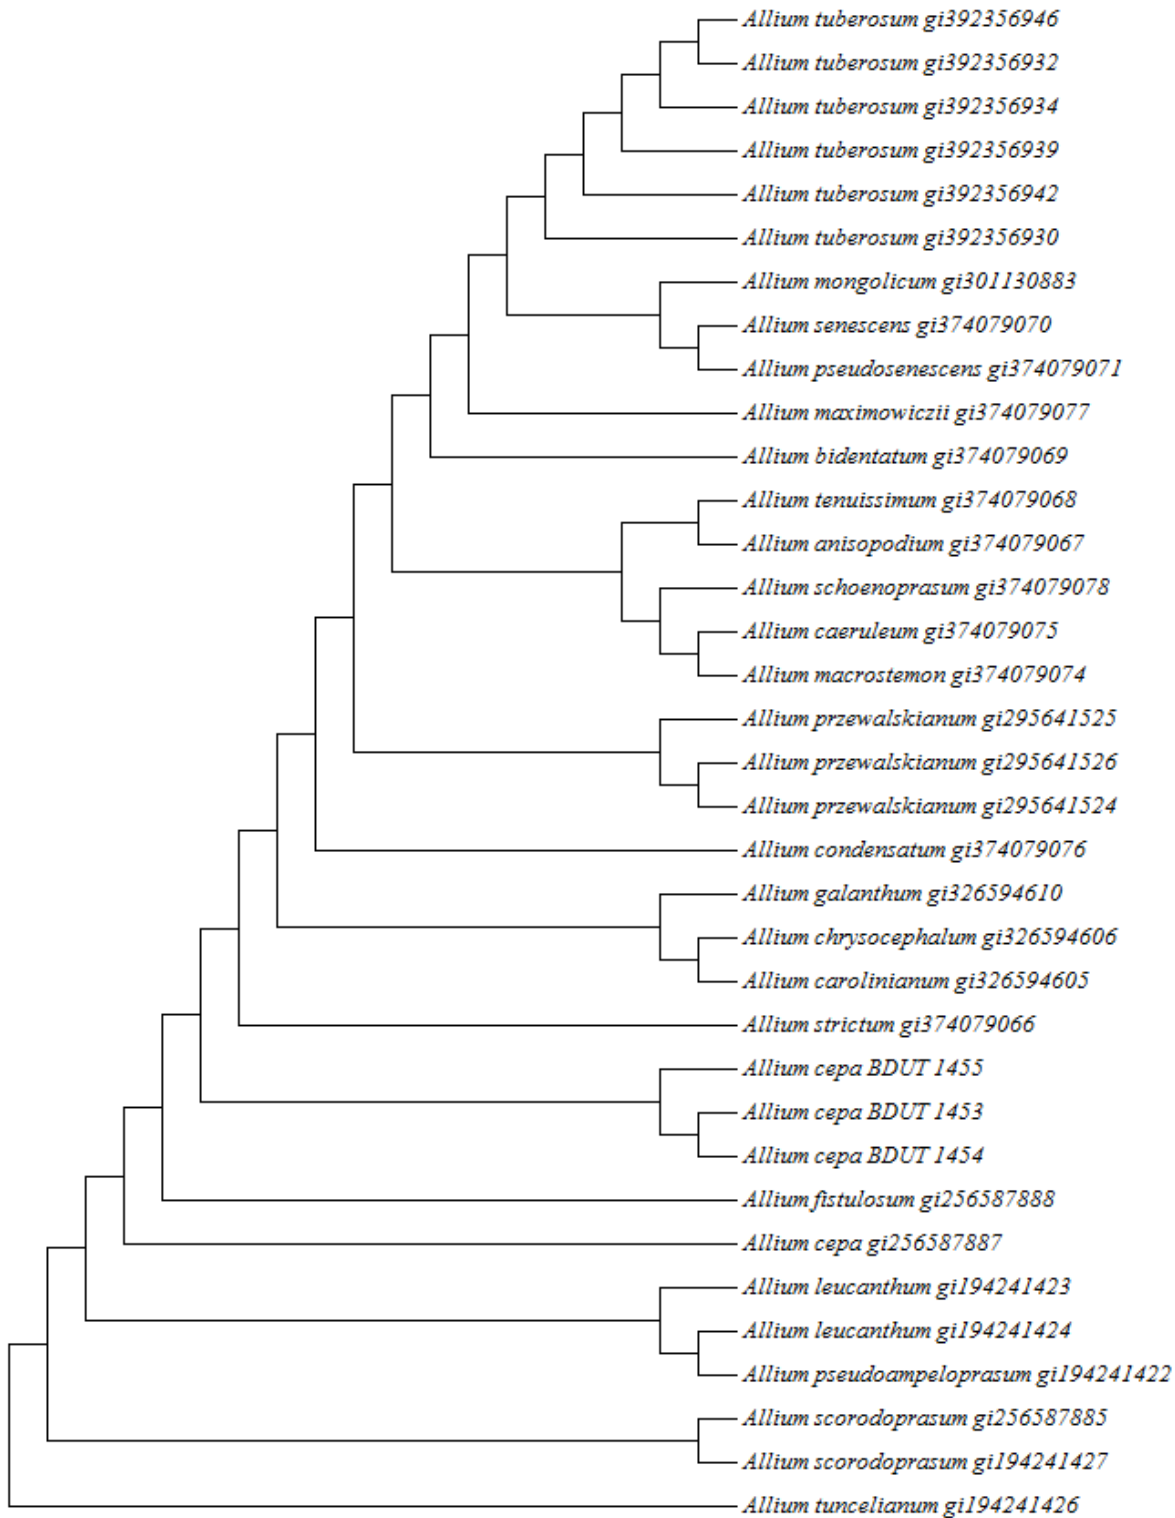 Allium tuberosum gi392356946
Allium tuberosum gi392356932
Allium tuberosum gi392356934
Allium tuberosum gi392356939
Allium tuberosum gi392356942
Allium tuberosum gi392356930
Allium mongolicum gi301130883
Allium senescens gi374079070
Allium pseudosenescens gi374079071
Allium maximowiczii gi374079077
Allium bidentatum gi374079069
Allium tenuissimum gi374079068
Allium anisopodium gi374079067
Allium schoenoprasum gi374079078
Allium caeruleum gi374079075
Allium macrostemon gi374079074
Allium przewalskianum gi295641525
Allium przewalskianum gi295641526
Allium przewalskianum gi295641524
Allium condensatum gi374079076
Allium galanthum gi326594610
Allium chrysocephalum gi326594606
Allium carolinianum gi326594605
Allium strictum gi374079066
Allium cepa BDUT 1455
Allium cepa BDUT 1453
Allium cepa BDUT 1454
Allium fistulosum gi256587888
Allium cepa gi256587887
Allium leucanthum gi194241423
Allium leucanthum gi194241424
Allium pseudoampeloprasum gi194241422
Allium scorodoprasum gi256587885
Allium scorodoprasum gi194241427
Allium tuncelianum gi194241426